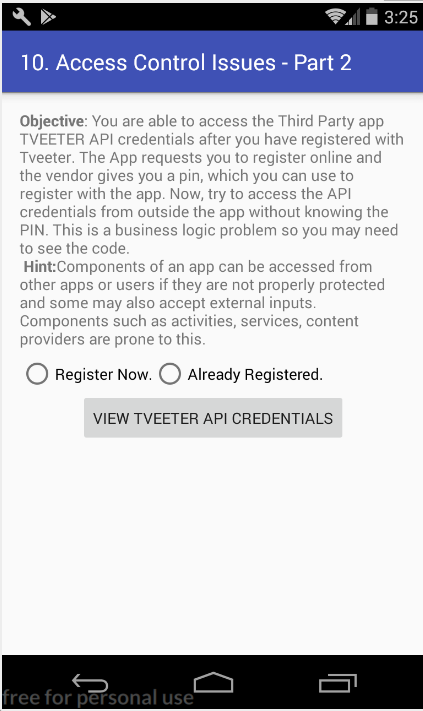 3:25
10. Access Control Issues - Part 2
Objective: You are able to access the Third Party app
TVEETER API credentials after you have registered with
Tveeter. The App requests you to register online and
the vendor gives you a pin, which you can use to
register with the app. Now, try to access the API
credentials from outside the app without knowing the
PIN. This is a business logic problem so you may need
to see the code.
Hint:Components of an app can be accessed from
other apps or users if they are not properly protected
and some may also accept external inputs.
Components such as activities, services, content
providers are prone to this.
Register Now. Already Registered.
VIEW TVEETER API CREDENTIALS
free for personal use